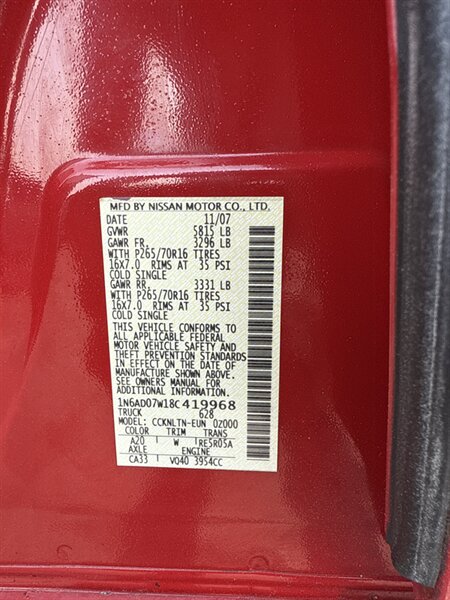 MFD BY NISSAN MOTOR CO., LTD.
DATE 11/07
GVWR 5815 LB
GAWR FR. 3296 LB
WITH P265/70R16 TIRES
16X7.0 RIMS AT 35 PSI
COLD SINGLE
GAWR RR. 3331 LB
WITH P265/70R16 TIRES
16X7.0 RIMS AT 35 PSI
COLD SINGLE
THIS VEHICLE CONFORMS TO
ALL APPLICABLE FEDERAL
MOTOR VEHICLE SAFETY AND
THEFT PREVENTION STANDARDS
IN EFFECT ON THE DATE OF
MANUFACTURE SHOWN ABOVE.
SEE OWNERS MANUAL FOR
ADDITIONAL INFORMATION.
1N6AD07W18C419968
TRUCK 628
MODEL: CCKNLTN-EUN 0Z000
COLOR TRIM TRANS
A20 W RE5R05A
AXLE ENGINE
CA33 VQ40 3954CC